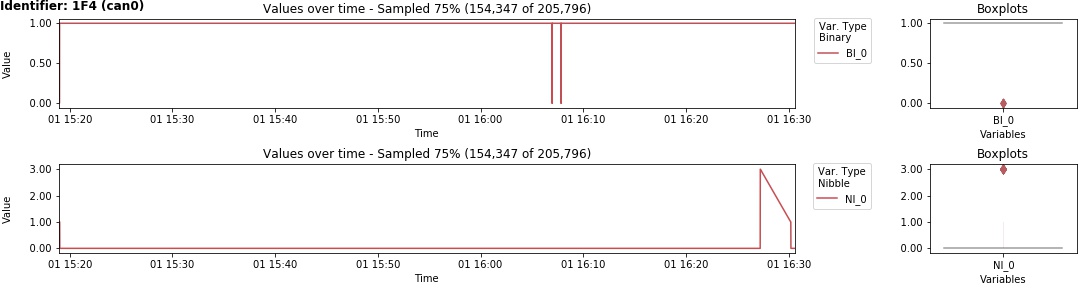 Identifier: 1F4 (can0)
Values over time - Sampled 75% (154,347 of 205,796)
Boxplots
1.00
0.50
0.00
Value
01 15:20 01 15:30 01 15:40 01 15:50 01 16:00 01 16:10 01 16:20 01 16:30
Time
Var. Type
Binary
BI_0
1.00
0.50
0.00
BI_0
Variables
Values over time - Sampled 75% (154,347 of 205,796)
Boxplots
3.00
2.00
1.00
0.00
Value
01 15:20 01 15:30 01 15:40 01 15:50 01 16:00 01 16:10 01 16:20 01 16:30
Time
Var. Type
Nibble
NI_0
3.00
2.00
1.00
0.00
NI_0
Variables